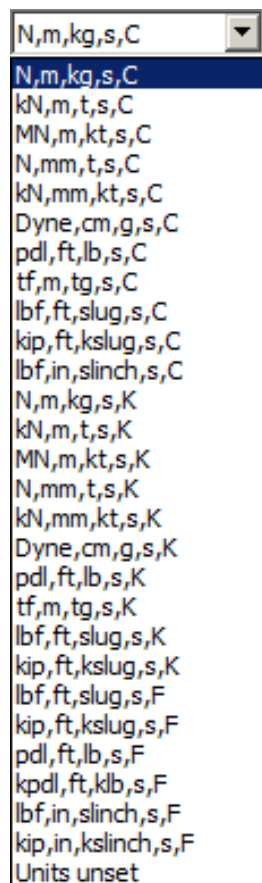 N,m,kg,s,C
N,m,kg,s,C
kN,m,t,s,C
MN,m,kt,s,C
N,mm,t,s,C
kN,mm,kt,s,C
Dyne,cm,g,s,C
pdl,ft,lb,s,C
tf,m,tg,s,C
lbf,ft,slug,s,C
kip,ft,kslug,s,C
lbf,in,slinch,s,C
N,m,kg,s,K
kN,m,t,s,K
MN,m,kt,s,K
N,mm,t,s,K
kN,mm,kt,s,K
Dyne,cm,g,s,K
pdl,ft,lb,s,K
tf,m,tg,s,K
lbf,ft,slug,s,K
kip,ft,kslug,s,K
lbf,ft,slug,s,F
kip,ft,kslug,s,F
pdl,ft,lb,s,F
kpdl,ft,klb,s,F
lbf,in,slinch,s,F
kip,in,kslinch,s,F
Units unset